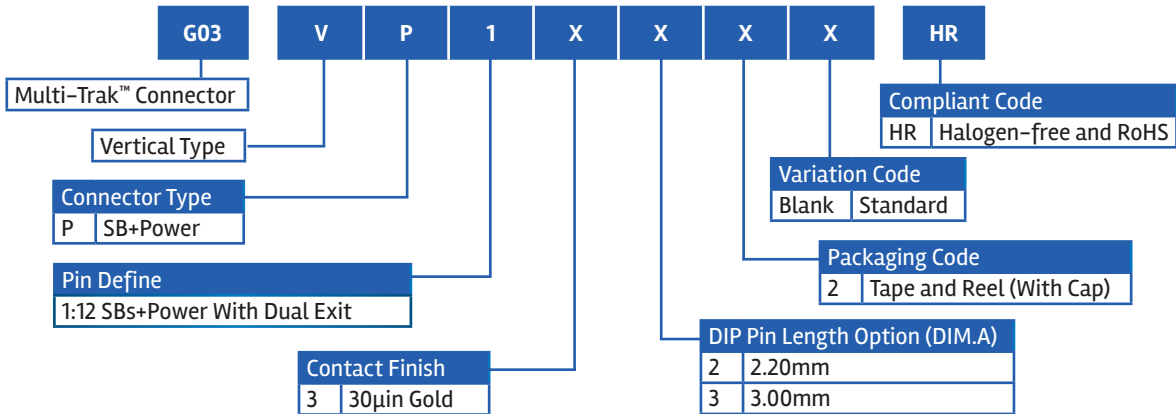 G03 V P 1 X X X X HR
Multi-Trak™ Connector
Compliant Code
HR Halogen-free and RoHS
Vertical Type
Variation Code
Blank Standard
Connector Type
P SB+Power
Packaging Code
2 Tape and Reel (With Cap)
Pin Define
1:12 SBs+Power With Dual Exit
DIP Pin Length Option (DIM.A)
2 2.20mm
3 3.00mm
Contact Finish
3 30µin Gold